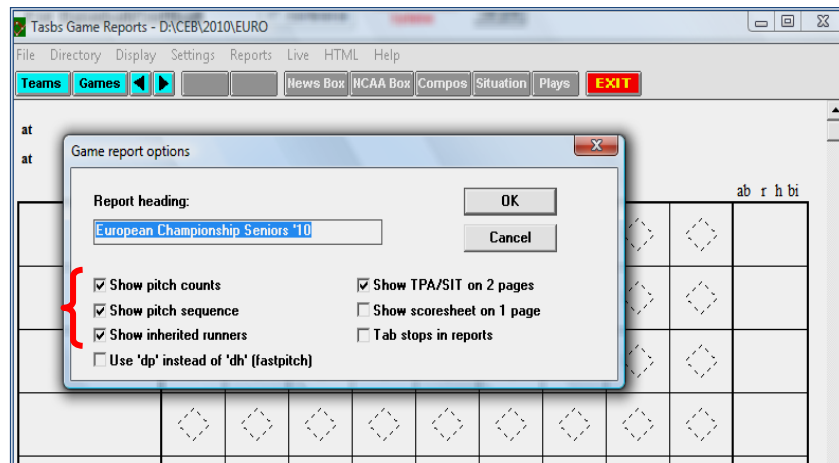 Tasbs Game Reports - D:\CEB\2010\EURO
File Directory Display Settings Reports Live HTML Help
Teams Games News Box NCAA Box Compos Situation Plays EXIT
at
at
Game report options
Report heading:
European Championship Seniors '10
OK
Cancel
ab r h bi
Show pitch counts
Show TPA/SIT on 2 pages
Show pitch sequence
Show scoresheet on 1 page
Show inherited runners
Tab stops in reports
Use 'dp' instead of 'dh' (fastpitch)